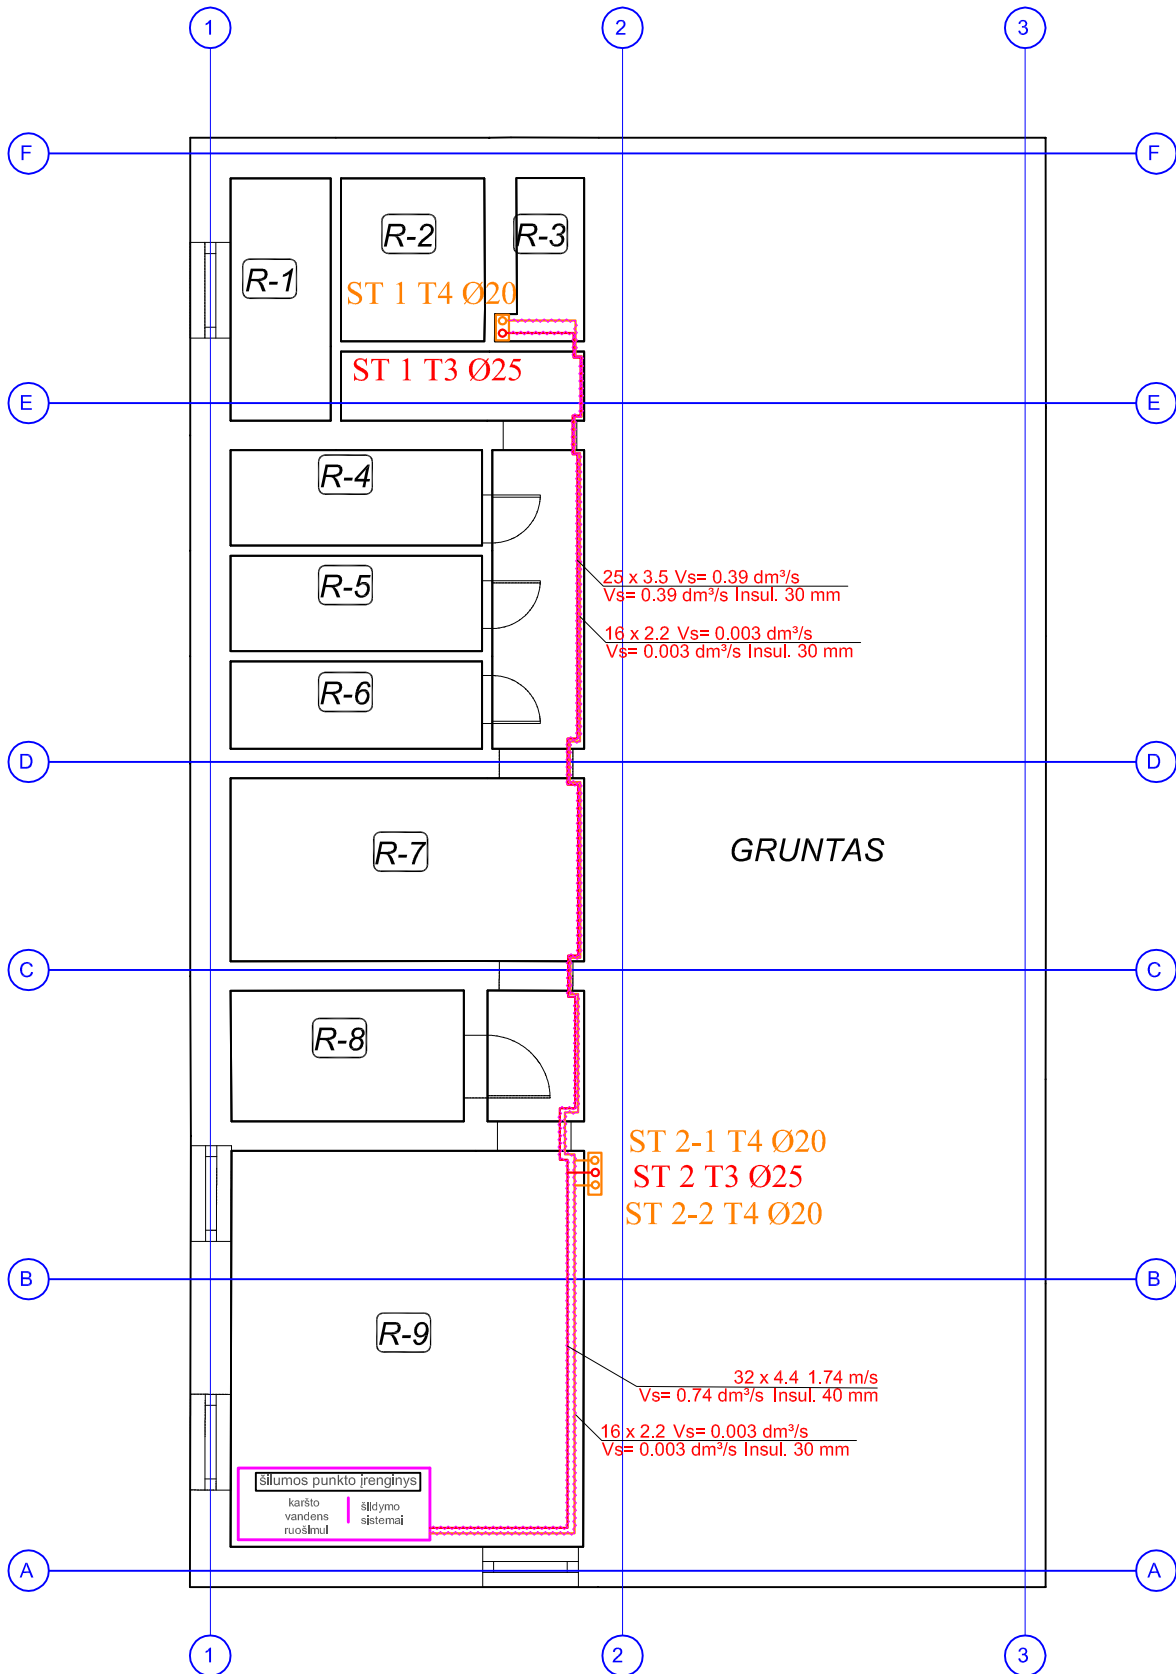 1 2 3
F F
R-2 R-3
R-1
ST 1 T4 Ø20
ST 1 T3 Ø25
E E
R-4
R-5
25 x 3.5 Vs= 0.39 dm³/s
Vs= 0.39 dm³/s Insul. 30 mm
16 x 2.2 Vs= 0.003 dm³/s
Vs= 0.003 dm³/s Insul. 30 mm
R-6
D D
R-7
GRUNTAS
C C
R-8
ST 2-1 T4 Ø20
ST 2 T3 Ø25
ST 2-2 T4 Ø20
B B
R-9
32 x 4.4 1.74 m/s
Vs= 0.74 dm³/s Insul. 40 mm
16 x 2.2 Vs= 0.003 dm³/s
Vs= 0.003 dm³/s Insul. 30 mm
šilumos punkto įrenginys
karšto
vandens
ruošimui
šildymo
sistemai
A A
1 2 3